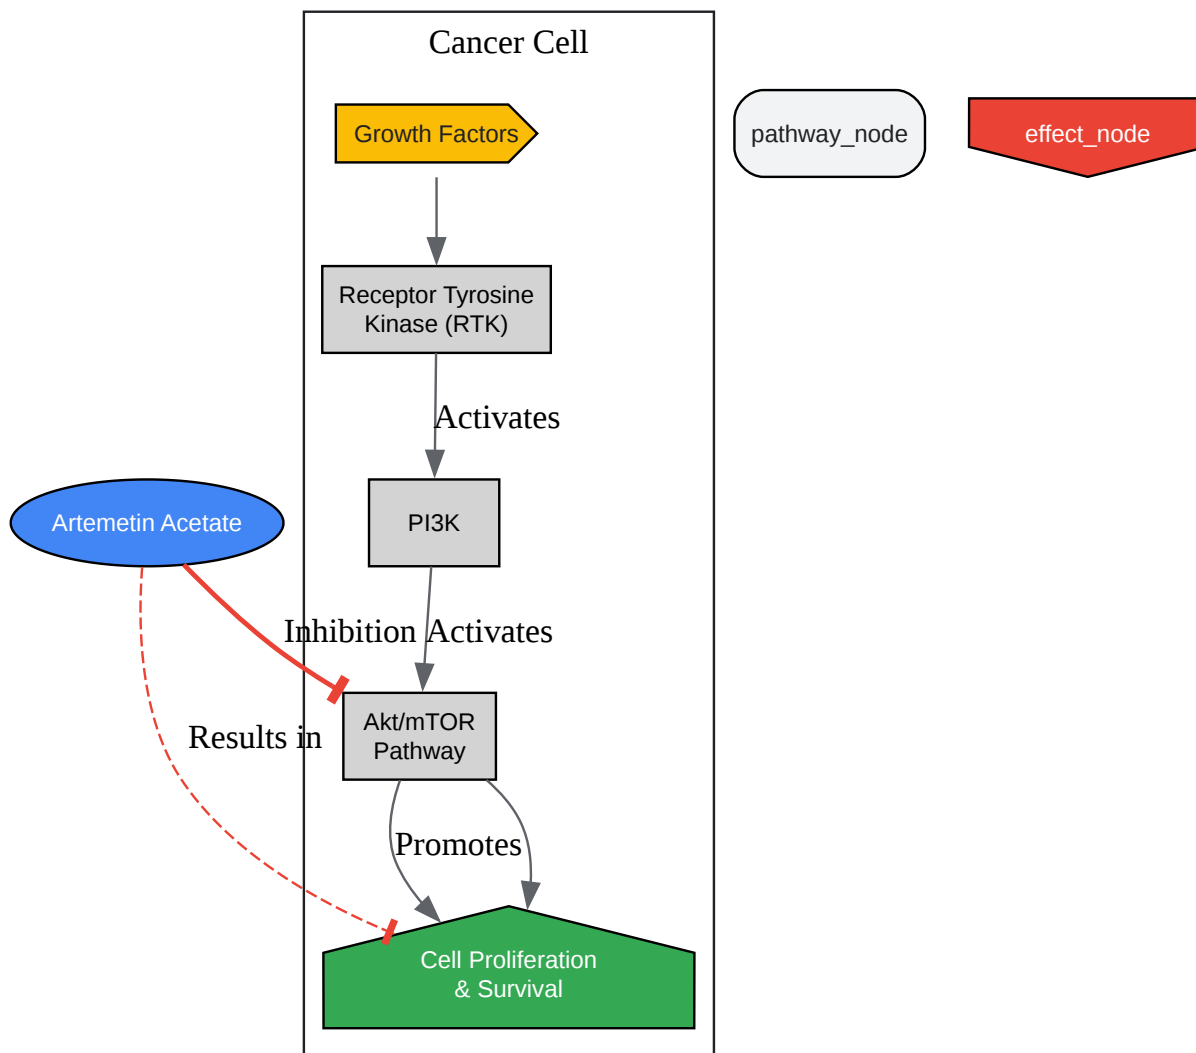 Cancer Cell
Growth Factors
pathway_node
effect_node
Receptor Tyrosine
Kinase (RTK)
Activates
Artemetin Acetate
PI3K
Inhibition
Activates
Akt/mTOR
Pathway
Results in
Promotes
Cell Proliferation
& Survival